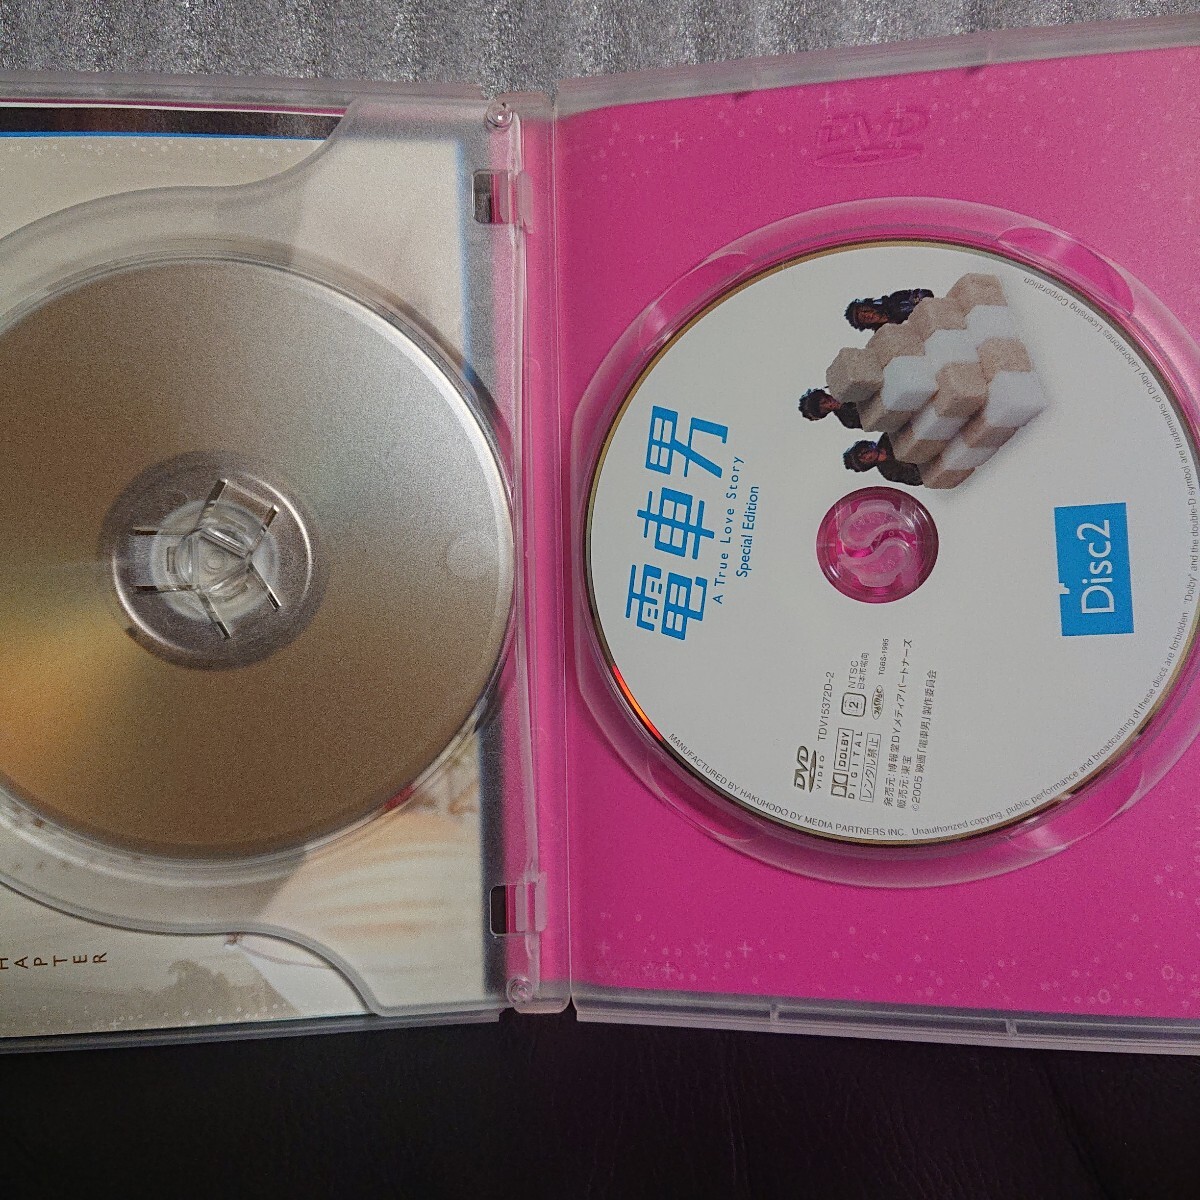 DVD
電車男
A True Love Story
Special Edition
Disc2
TDV15372D-2
DVD
VIDEO
2
NTSC
日本市場向
TGBS-1995
DOLBY
DIGITAL
レンタル禁止
発売元:博報堂DYメディアパートナーズ
販売元:東宝
©2005 映画「電車男」製作委員会
MANUFACTURED BY HAKUHODO DY MEDIA PARTNERS INC. Unauthorized copying, public performance and broadcasting of these discs are forbidden "Dolby" and the double-D symbol are trademarks of Dolby Laboratories Licensing Corporation
HAPTER